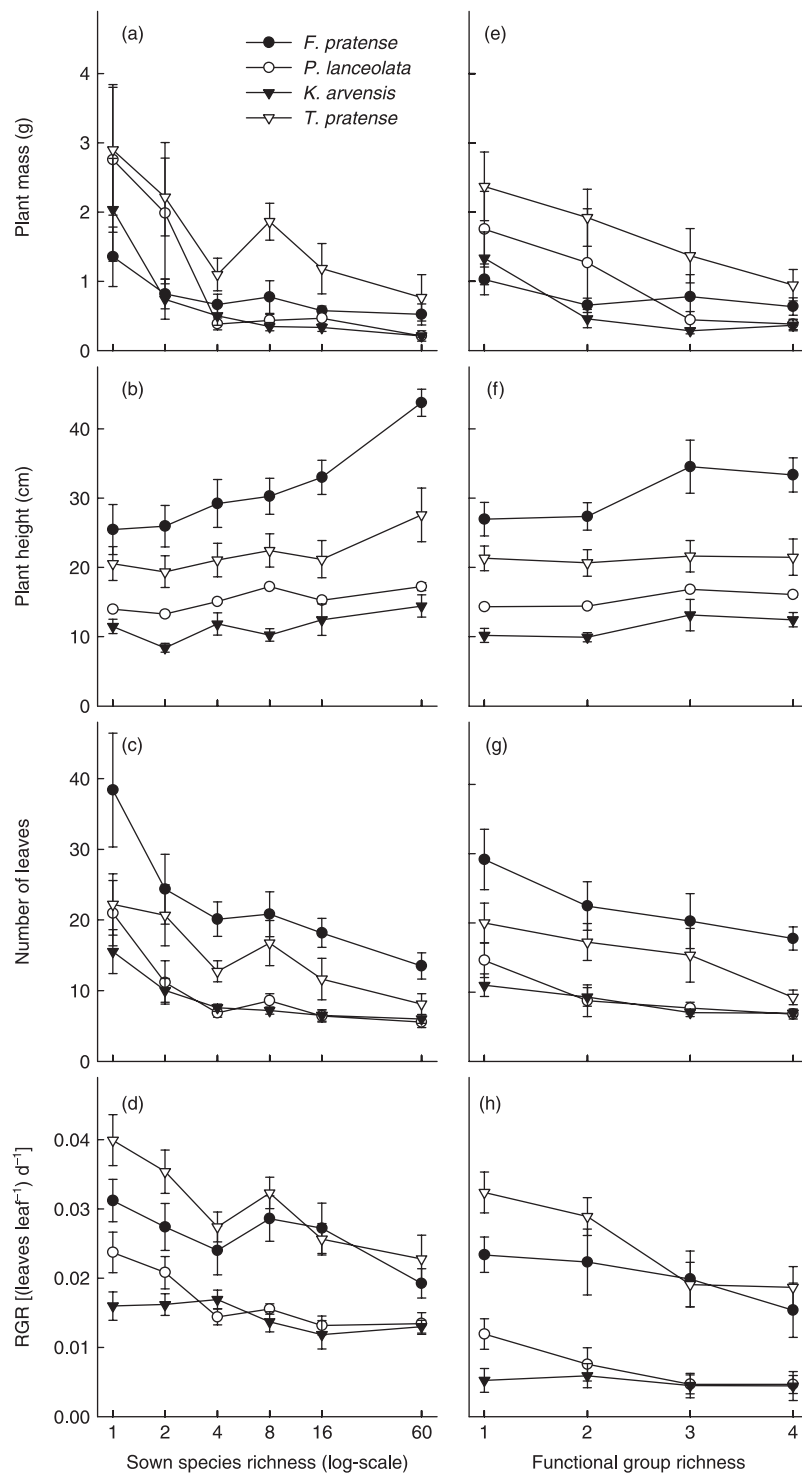 (a)
F. pratense
P. lanceolata
K. arvensis
T. pratense
(e)
4
3
2
1
0
Plant mass (g)
(b)
(f)
40
30
20
10
0
Plant height (cm)
(c)
(g)
40
30
20
10
0
Number of leaves
(d)
(h)
0.04
0.03
0.02
0.01
0.00
RGR [(leaves leaf⁻¹) d⁻¹]
1 2 4 8 16 60
Sown species richness (log-scale)
1 2 3 4
Functional group richness